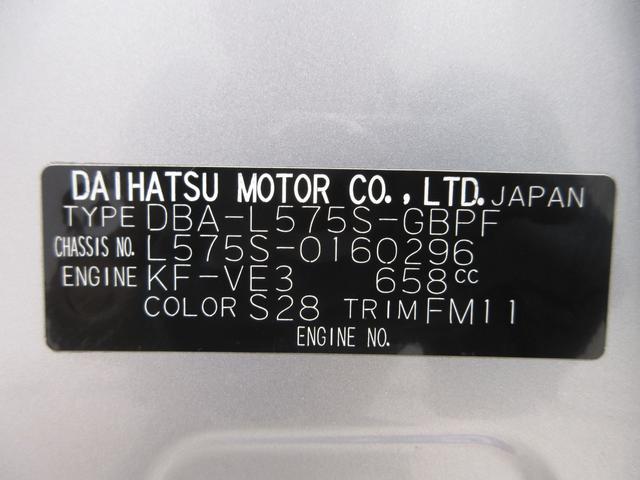 DAIHATSU MOTOR CO.,LTD. JAPAN
TYPE DBA-L575S-GBPF
CHASSIS NO. L575S-0160296
ENGINE KF-VE3 658cc
COLOR S28 TRIM FM11
ENGINE NO.